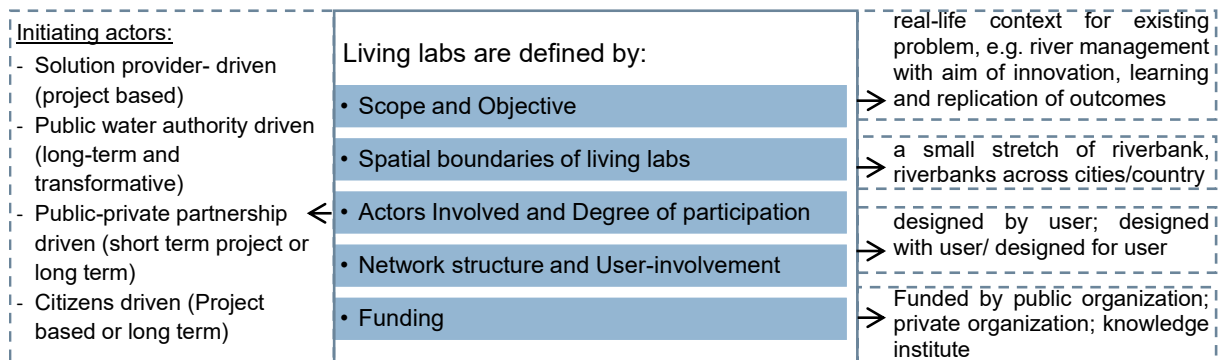 Initiating actors:
- Solution provider- driven
(project based)
- Public water authority driven
(long-term and
transformative)
- Public-private partnership
driven (short term project or
long term)
- Citizens driven (Project
based or long term)
Living labs are defined by:
• Scope and Objective
• Spatial boundaries of living labs
• Actors Involved and Degree of participation
• Network structure and User-involvement
• Funding
real-life context for existing
problem, e.g. river management
with aim of innovation, learning
and replication of outcomes
a small stretch of riverbank,
riverbanks across cities/country
designed by user; designed
with user/ designed for user
Funded by public organization;
private organization; knowledge
institute